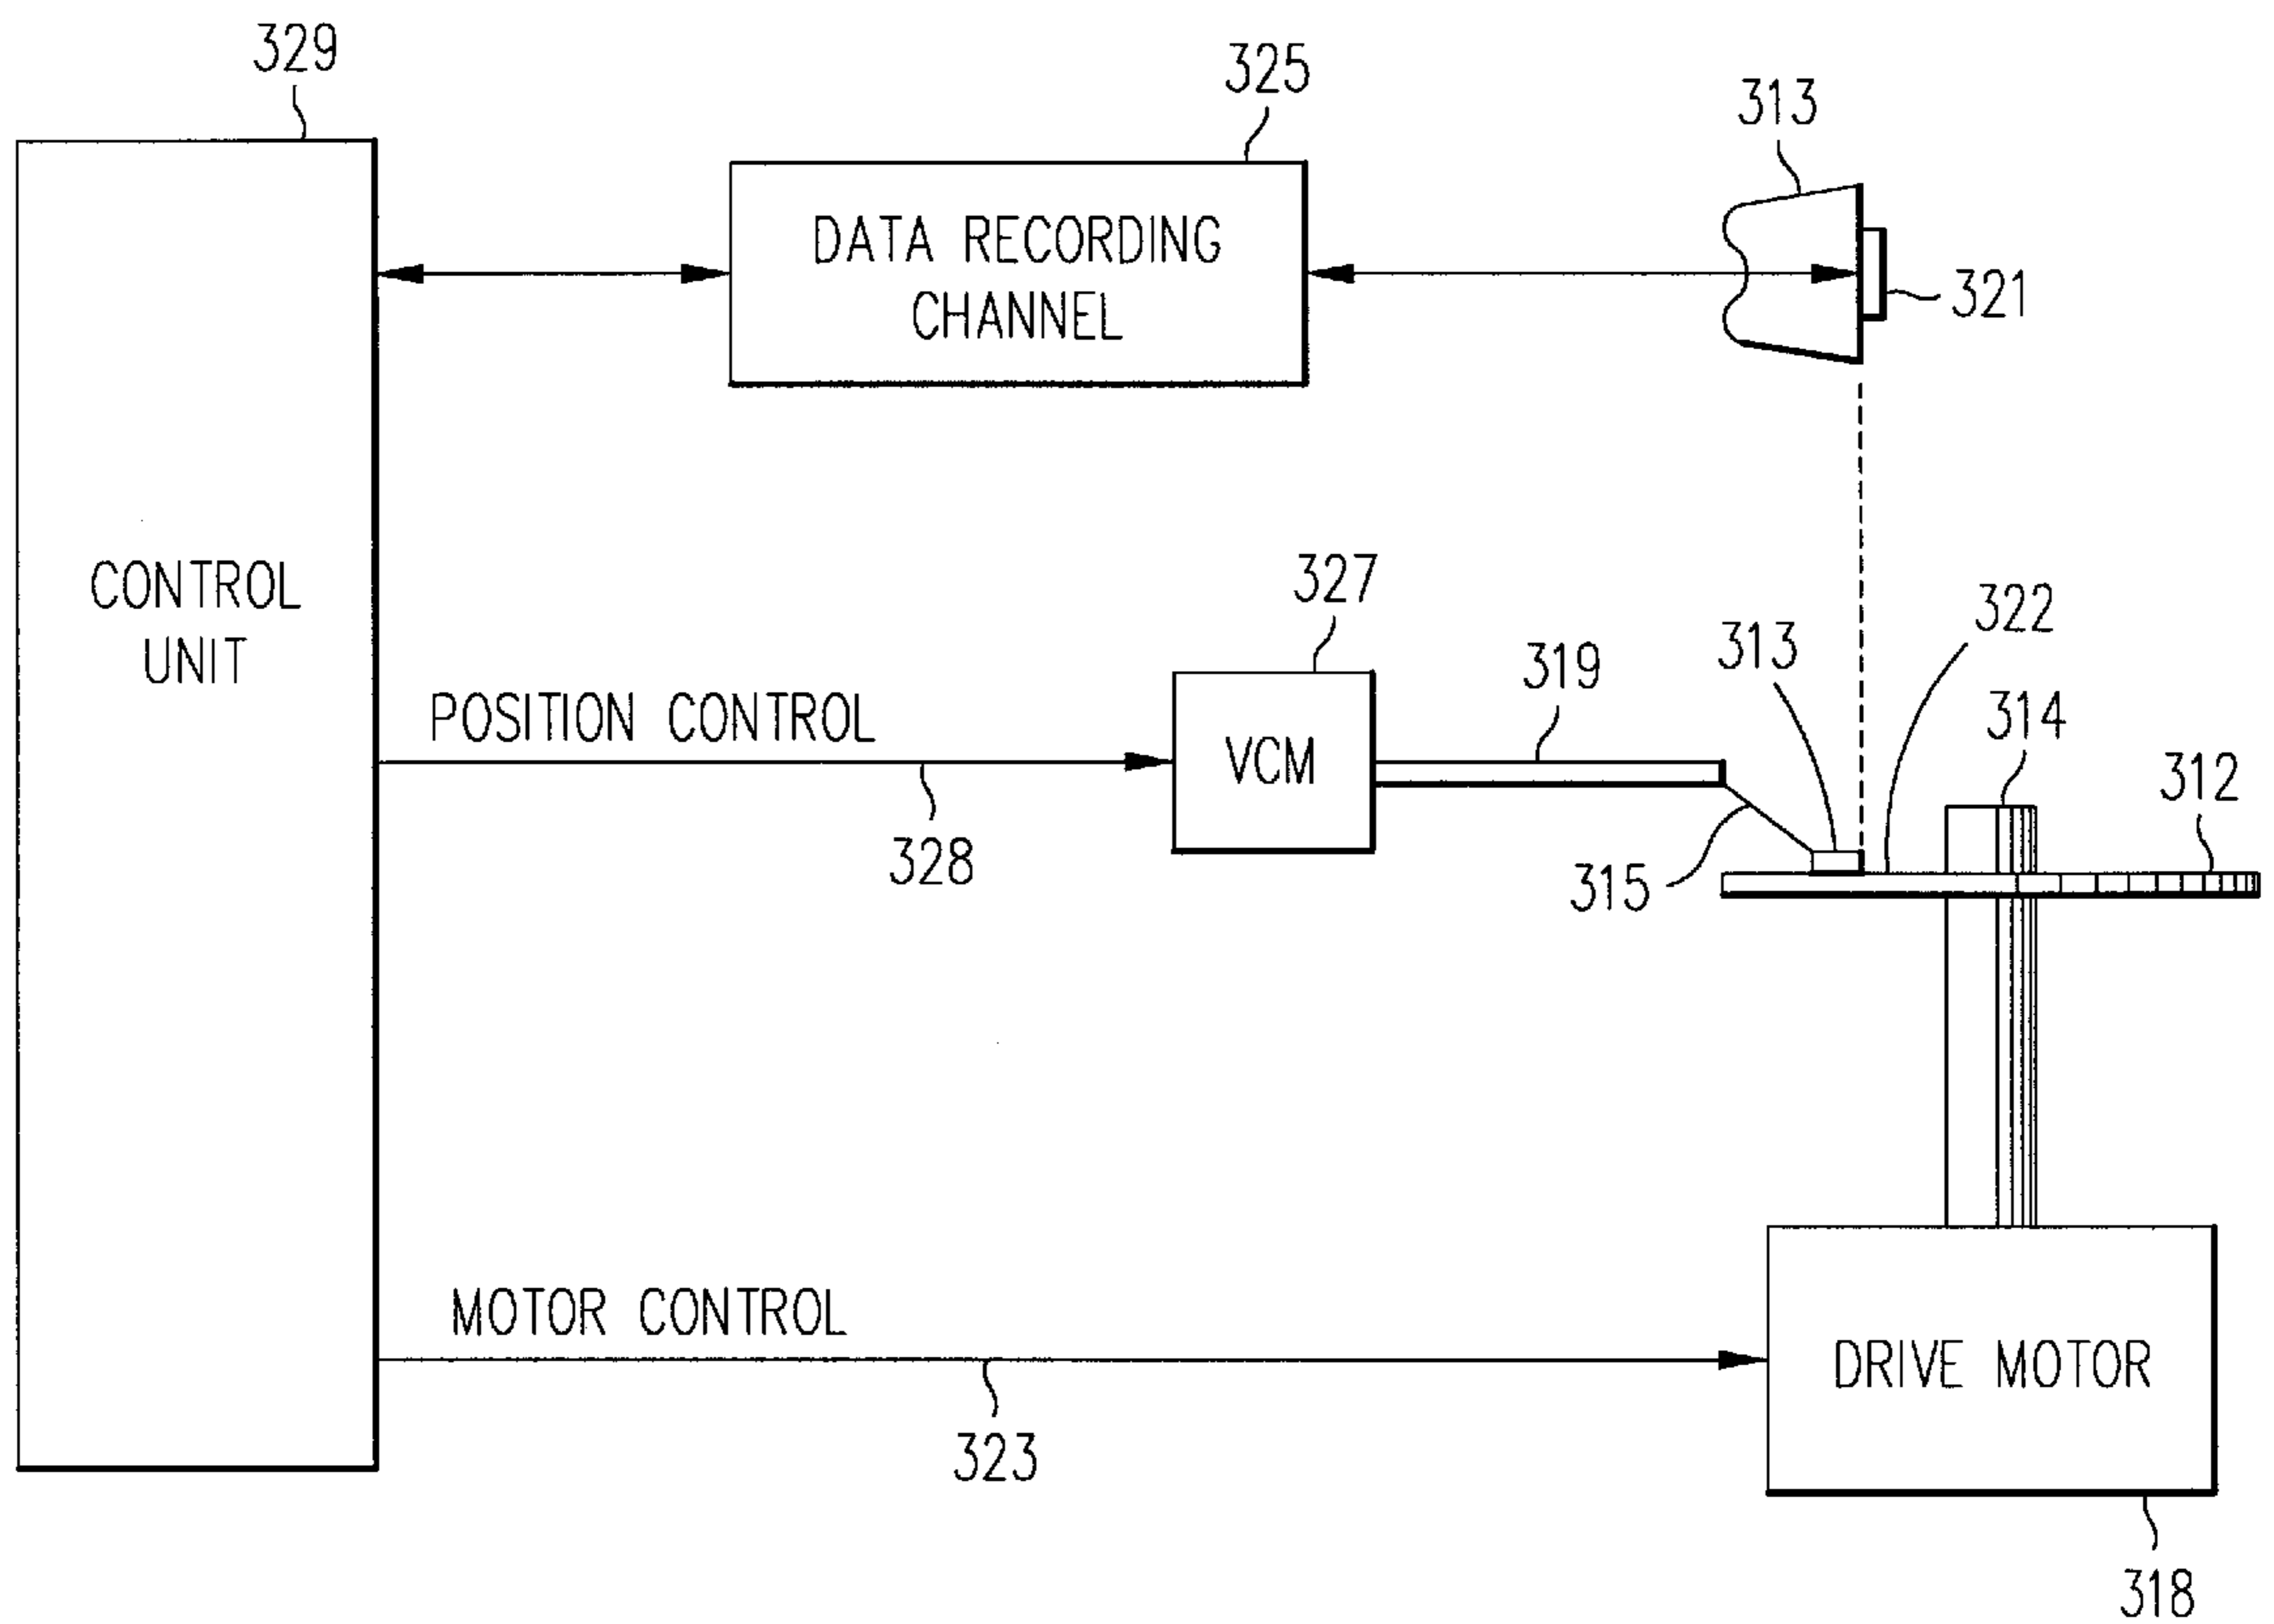 329
325
313
DATA RECORDING
CHANNEL
321
CONTROL
UNIT
327
322
319
313
314
POSITION CONTROL
VCM
312
328
315
MOTOR CONTROL
DRIVE MOTOR
323
318